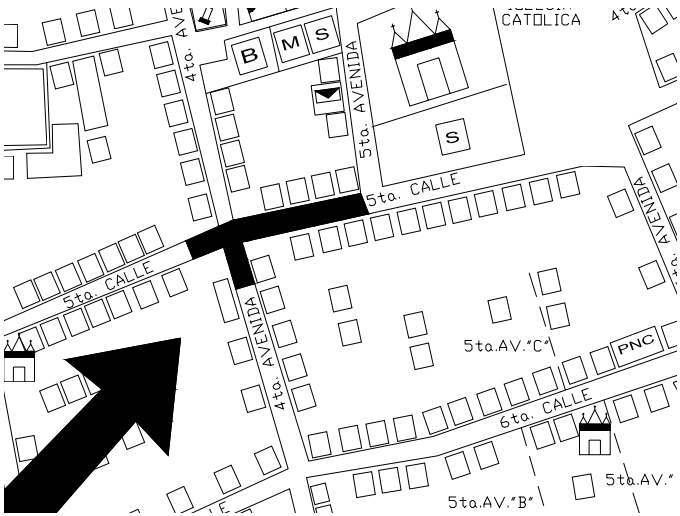 CATOLICA
4ta. AVE
B
M
S
5ta. AVENIDA
S
5ta. CALLE
AVENIDA
5ta. CALLE
4ta. AVENIDA
5ta.AV."C"
PNC
6ta. CALLE
5ta.AV."B"
5ta.AV."